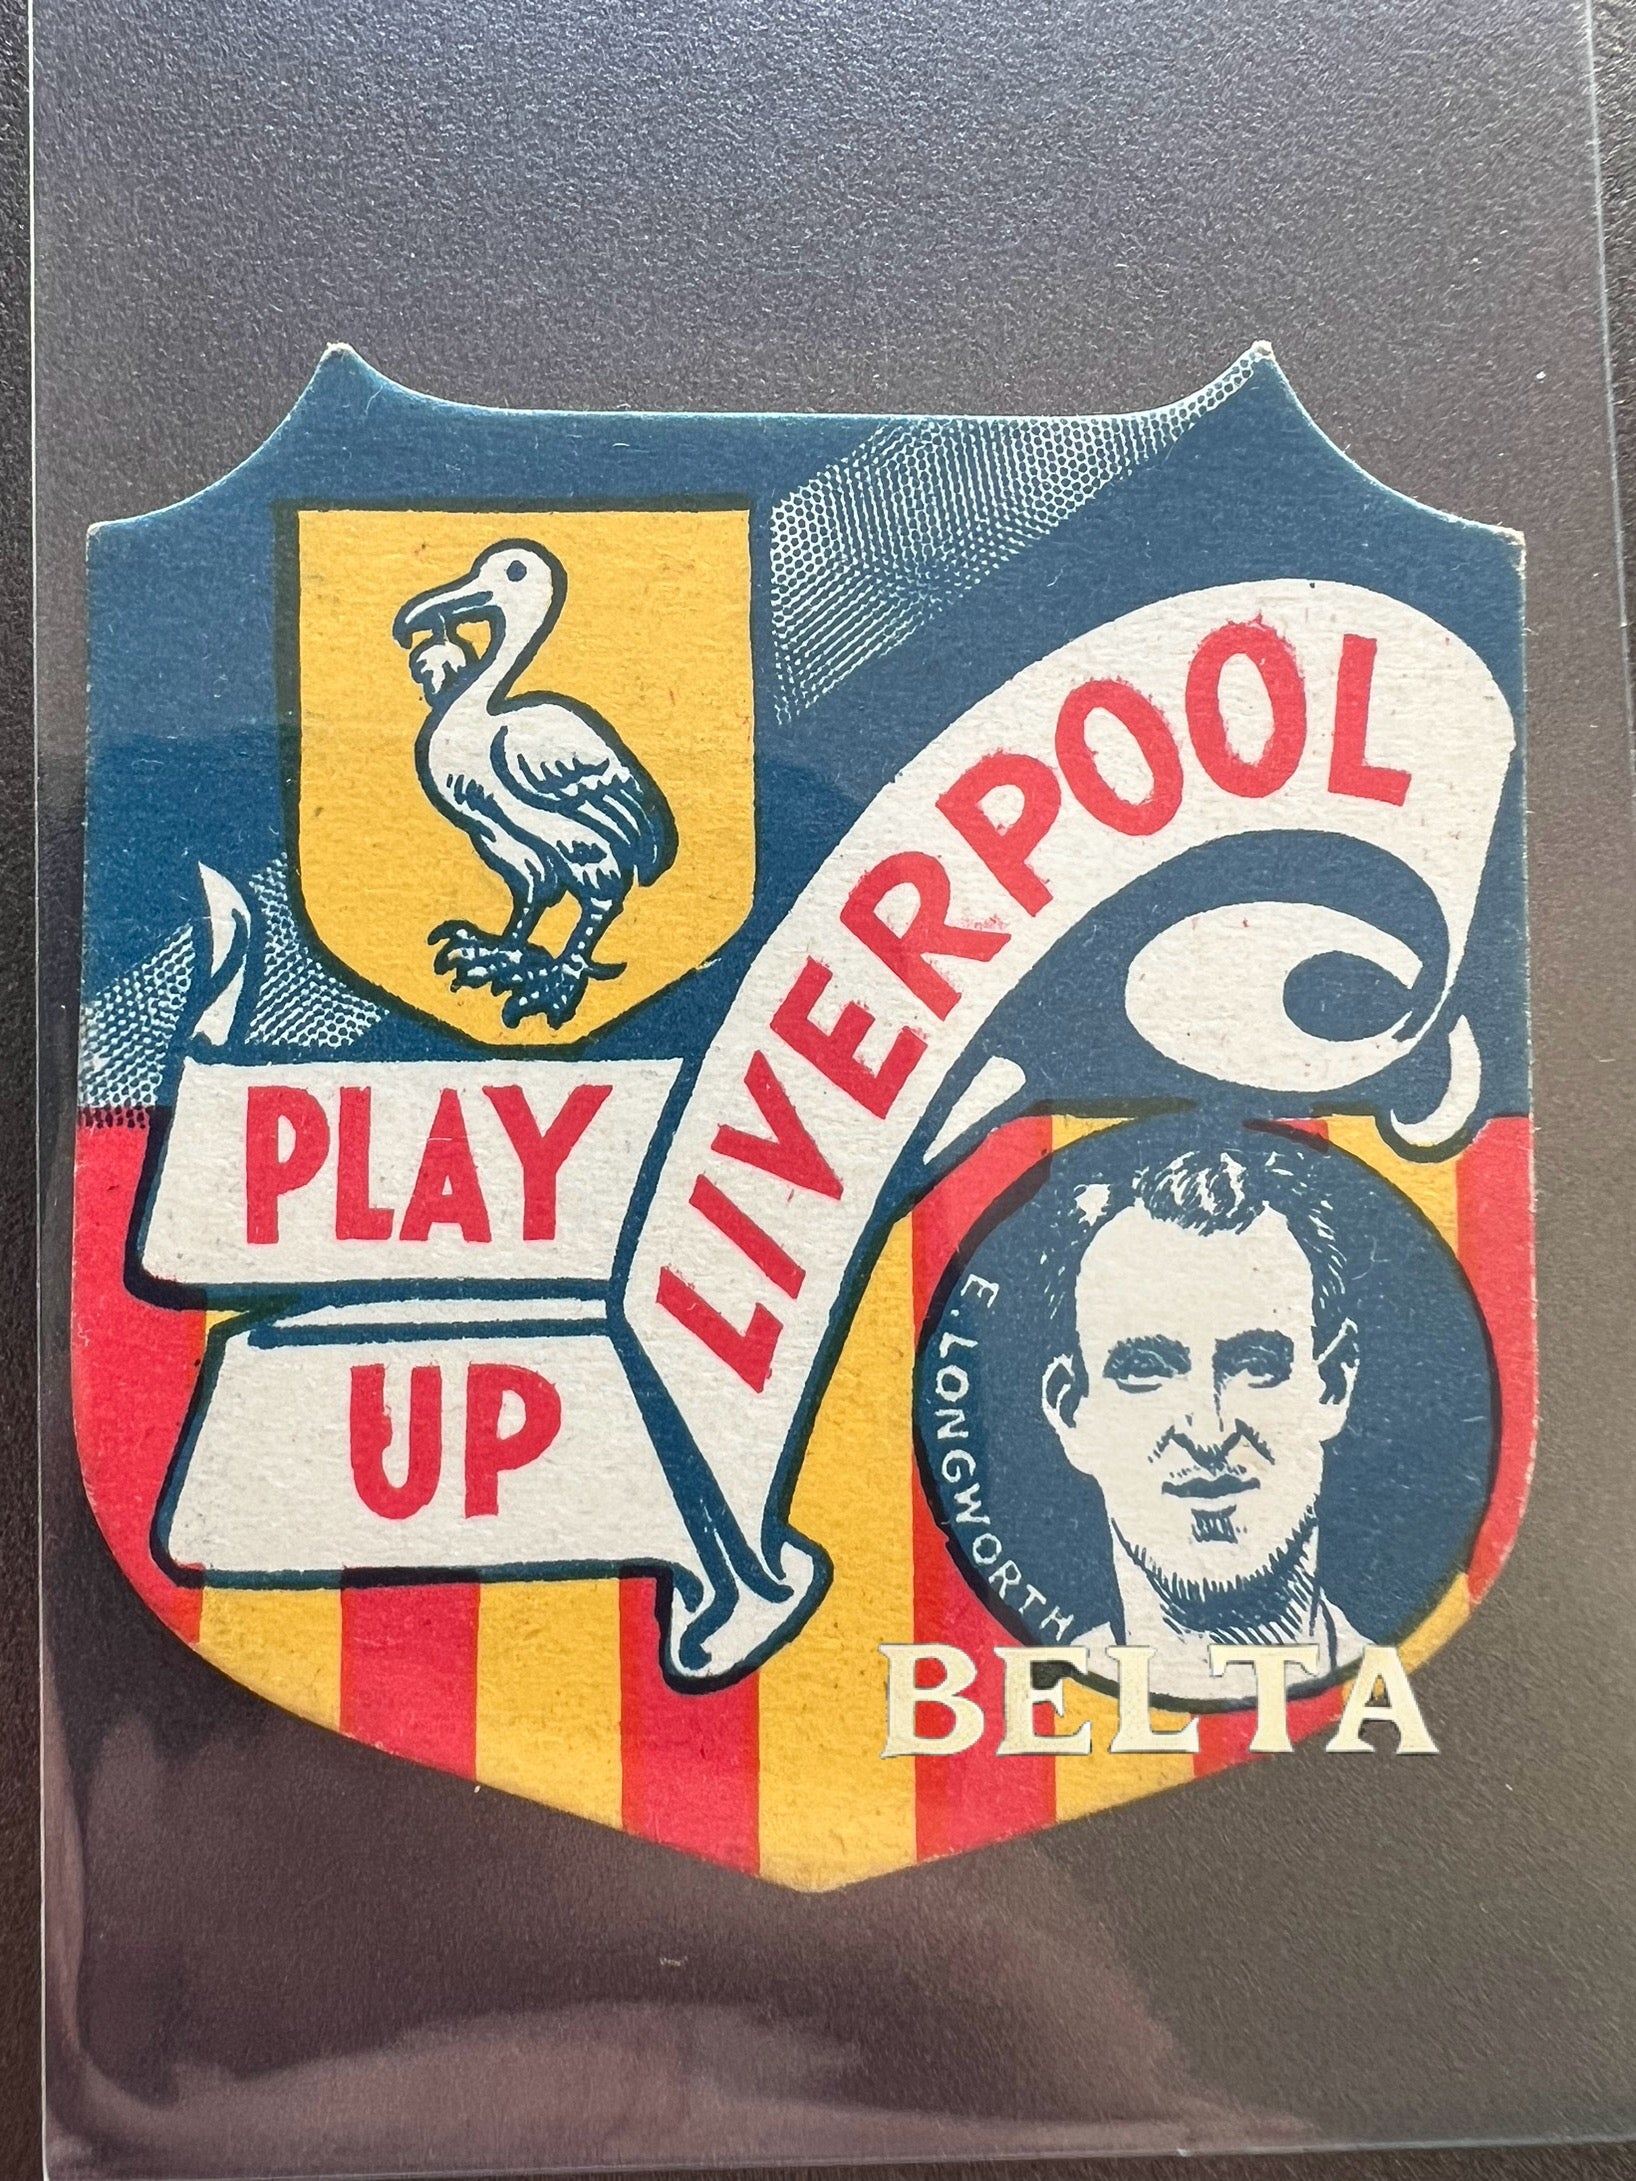 PLAY
UP
LIVERPOOL
E. LONGWORTH
BELTA